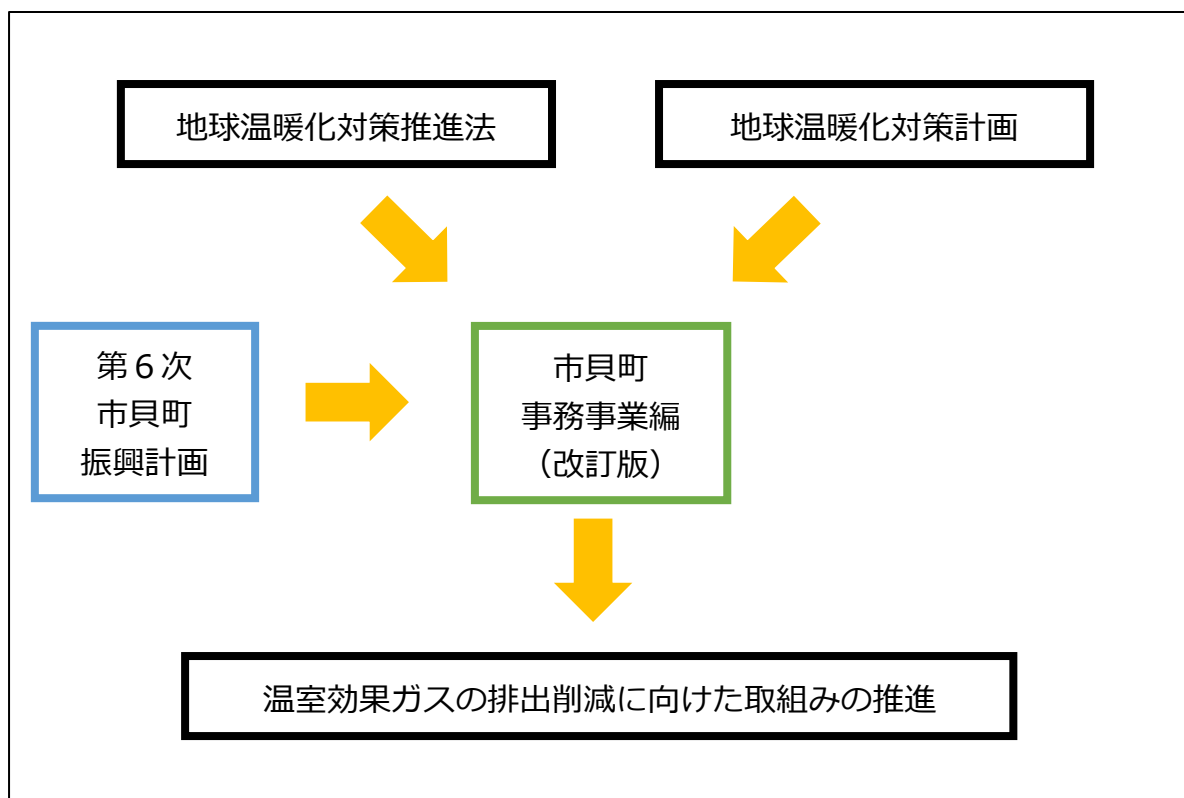 地球温暖化対策推進法
地球温暖化対策計画
第６次
市貝町
振興計画
市貝町
事務事業編
（改訂版）
温室効果ガスの排出削減に向けた取組みの推進